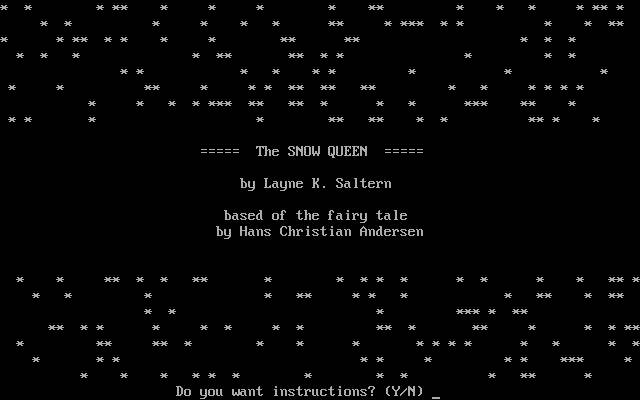 ===== The SNOW QUEEN =====
by Layne K. Saltern
based of the fairy tale
by Hans Christian Andersen
Do you want instructions? (Y/N) _